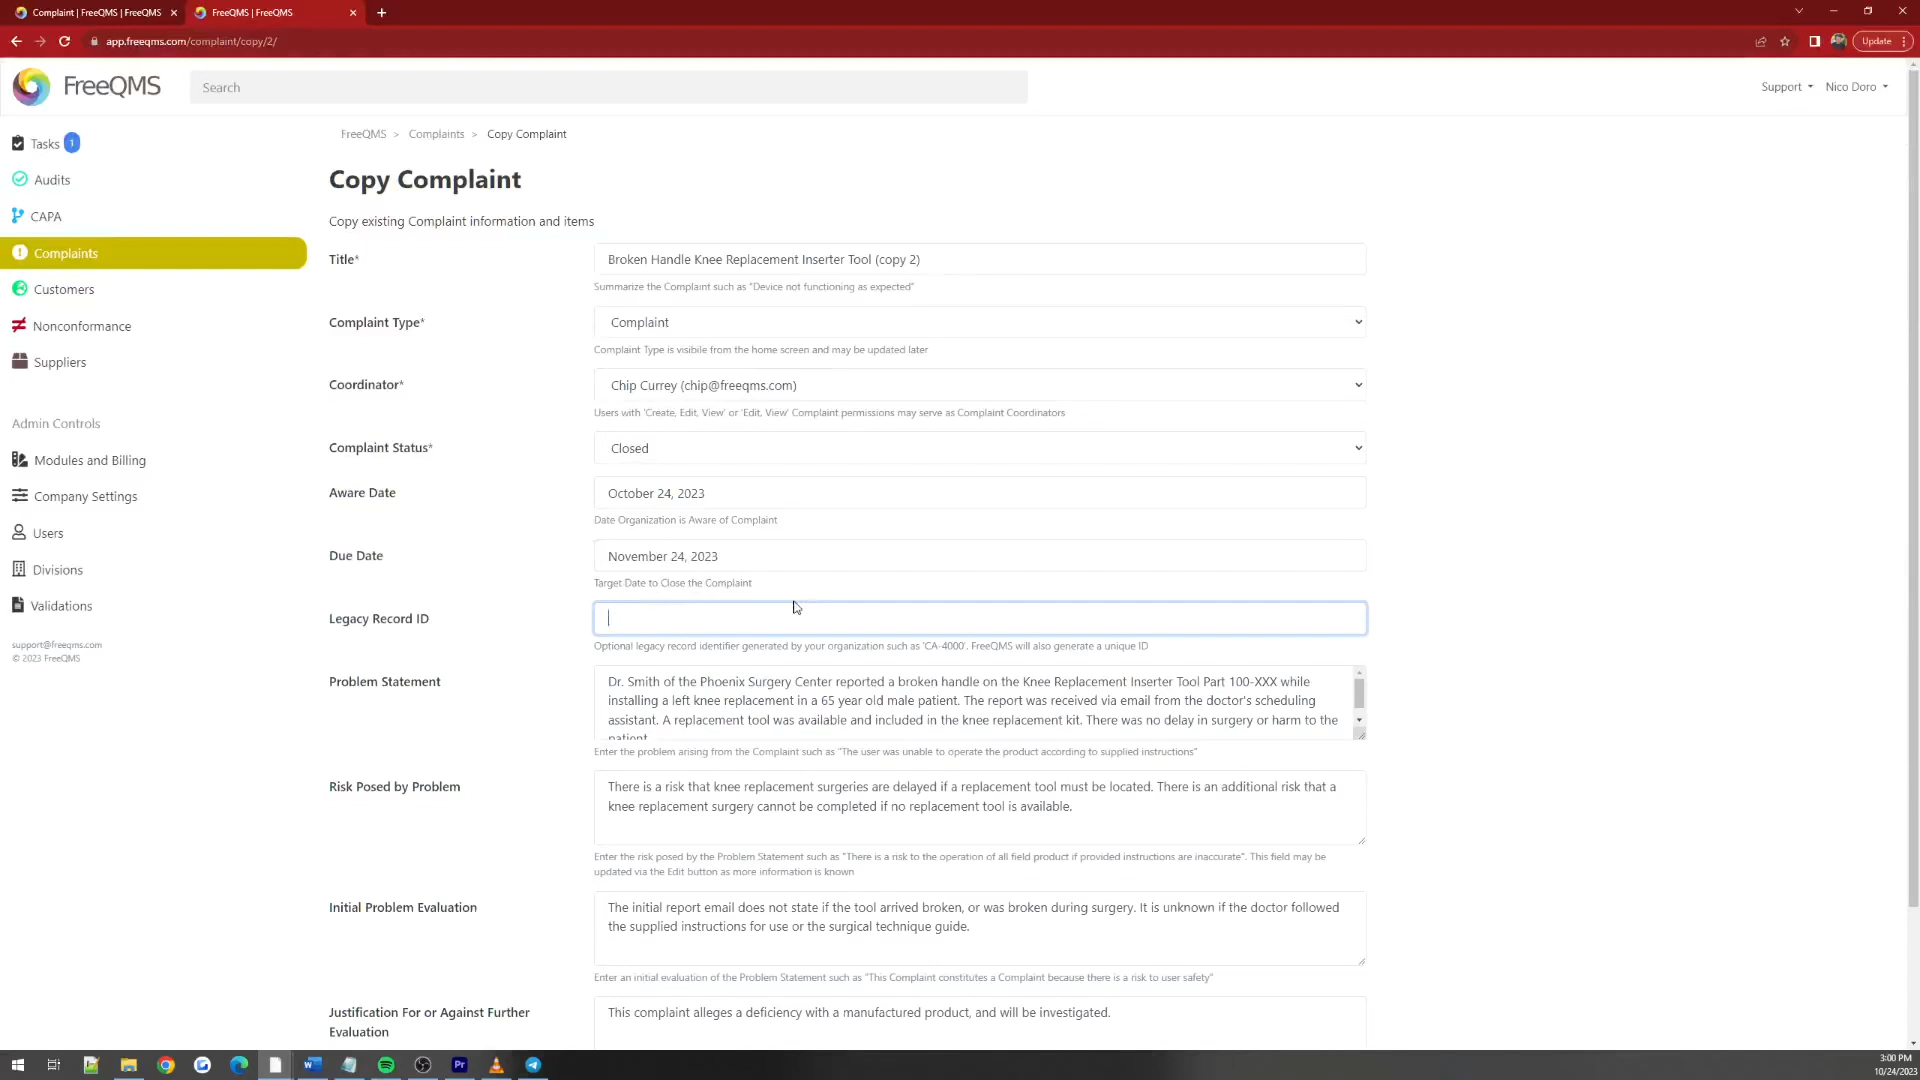 Complaint | FreeQMS | FreeQMS
FreeQMS | FreeQMS
app.freeqms.com/complaint/copy/2/
Update
FreeQMS
Search
Support
Nico Doro
Tasks 1
Audits
CAPA
Complaints
Customers
Nonconformance
Suppliers
Admin Controls
Modules and Billing
Company Settings
Users
Divisions
Validations
support@freeqms.com
© 2023 FreeQMS
FreeQMS > Complaints > Copy Complaint
Copy Complaint
Copy existing Complaint information and items
Title*
Broken Handle Knee Replacement Inserter Tool (copy 2)
Summarize the Complaint such as "Device not functioning as expected"
Complaint Type*
Complaint
Complaint Type is visibile from the home screen and may be updated later
Coordinator*
Chip Currey (chip@freeqms.com)
Users with 'Create, Edit, View' or 'Edit, View' Complaint permissions may serve as Complaint Coordinators
Complaint Status*
Closed
Aware Date
October 24, 2023
Date Organization is Aware of Complaint
Due Date
November 24, 2023
Target Date to Close the Complaint
Legacy Record ID
Optional legacy record identifier generated by your organization such as 'CA-4000'. FreeQMS will also generate a unique ID
Problem Statement
Dr. Smith of the Phoenix Surgery Center reported a broken handle on the Knee Replacement Inserter Tool Part 100-XXX while
installing a left knee replacement in a 65 year old male patient. The report was received via email from the doctor's scheduling
assistant. A replacement tool was available and included in the knee replacement kit. There was no delay in surgery or harm to the
patient.
Enter the problem arising from the Complaint such as "The user was unable to operate the product according to supplied instructions"
Risk Posed by Problem
There is a risk that knee replacement surgeries are delayed if a replacement tool must be located. There is an additional risk that a
knee replacement surgery cannot be completed if no replacement tool is available.
Enter the risk posed by the Problem Statement such as "There is a risk to the operation of all field product if provided instructions are inaccurate". This field may be
updated via the Edit button as more information is known
Initial Problem Evaluation
The initial report email does not state if the tool arrived broken, or was broken during surgery. It is unknown if the doctor followed
the supplied instructions for use or the surgical technique guide.
Enter an initial evaluation of the Problem Statement such as "This Complaint constitutes a Complaint because there is a risk to user safety"
Justification For or Against Further
Evaluation
This complaint alleges a deficiency with a manufactured product, and will be investigated.
3:00 PM
10/24/2023